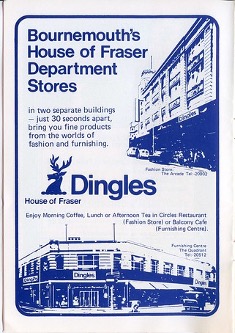 Bournemouth's
House of Fraser
Department
Stores
in two separate buildings
– just 30 seconds apart,
bring you fine products
from the worlds of
fashion and furnishing.
Fashion Store:
The Arcade Tel: 20902
Dingles
House of Fraser
Enjoy Morning Coffee, Lunch or Afternoon Tea in Circles Restaurant
(Fashion Store) or Balcony Cafe
(Furnishing Centre).
Furnishing Centre
The Quadrant
Tel: 20512
Dingles